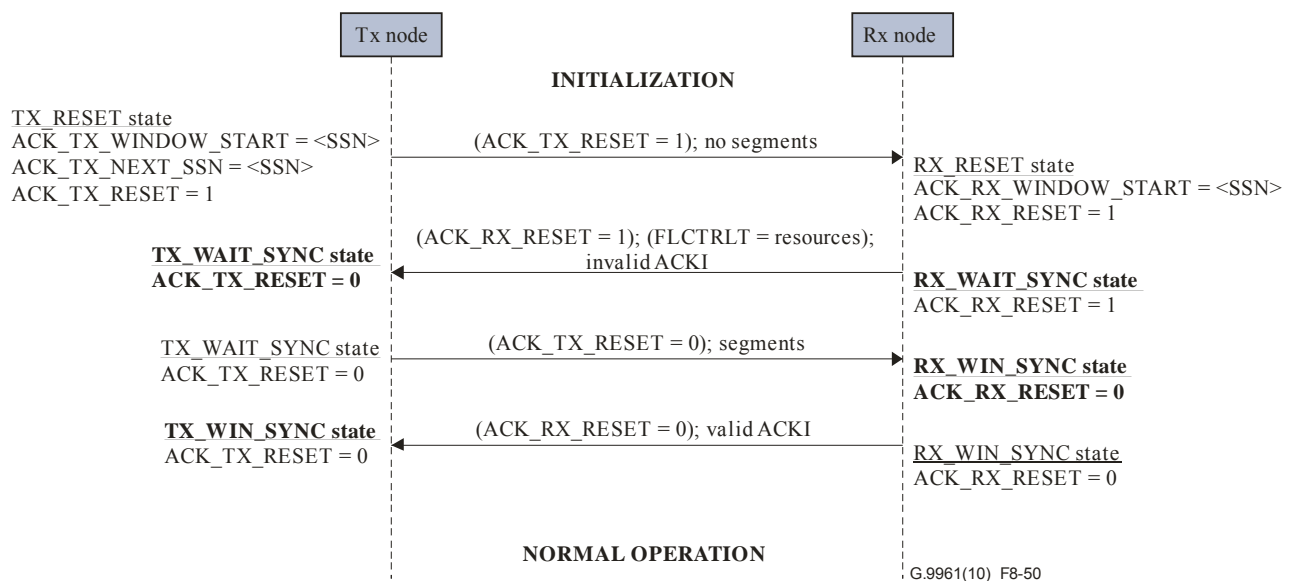 Tx node
Rx node
INITIALIZATION
TX_RESET state
ACK_TX_WINDOW_START = <SSN>
ACK_TX_NEXT_SSN = <SSN>
ACK_TX_RESET = 1
(ACK_TX_RESET = 1); no segments
RX_RESET state
ACK_RX_WINDOW_START = <SSN>
ACK_RX_RESET = 1
(ACK_RX_RESET = 1); (FLCTRLT = resources);
invalid ACKI
TX_WAIT_SYNC state
ACK_TX_RESET = 0
RX_WAIT_SYNC state
ACK_RX_RESET = 1
TX_WAIT_SYNC state
ACK_TX_RESET = 0
(ACK_TX_RESET = 0); segments
RX_WIN_SYNC state
ACK_RX_RESET = 0
TX_WIN_SYNC state
ACK_TX_RESET = 0
(ACK_RX_RESET = 0); valid ACKI
RX_WIN_SYNC state
ACK_RX_RESET = 0
NORMAL OPERATION
G.9961(10)_F8-50